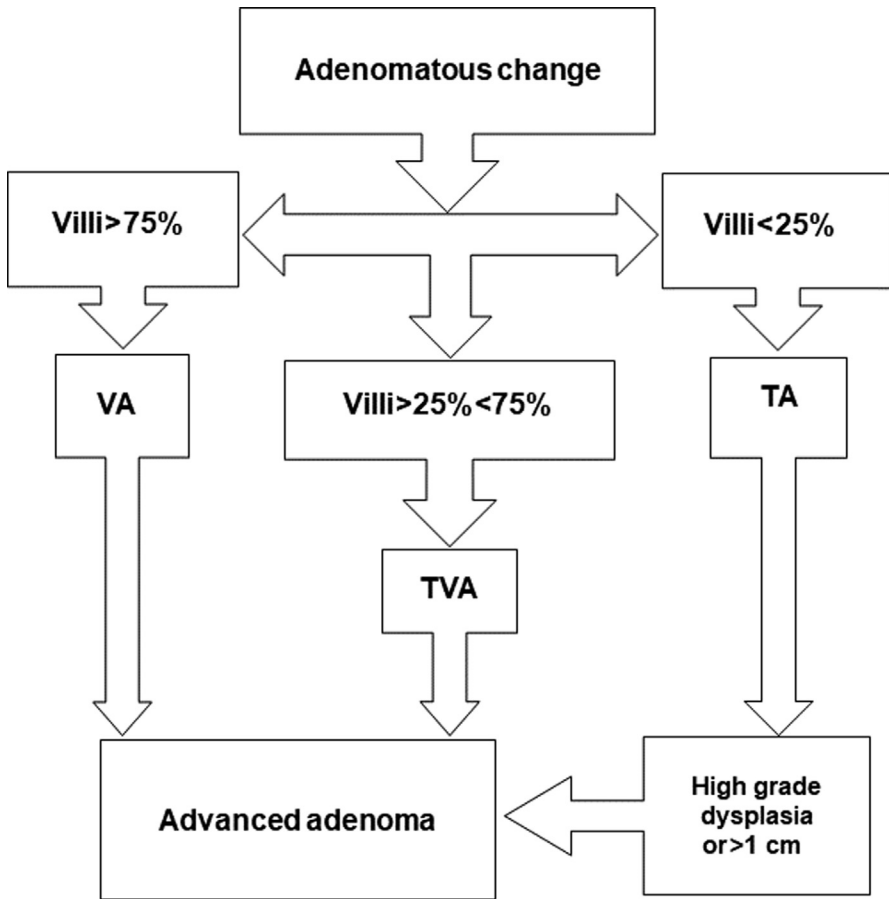 Adenomatous change
Villi>75%
Villi<25%
VA
Villi>25%<75%
TA
TVA
Advanced adenoma
High grade
dysplasia
or>1 cm